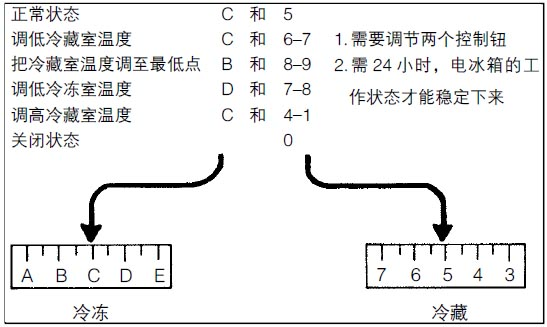 正常状态 C 和 5
调低冷藏室温度 C 和 6-7 1.需要调节两个控制钮
把冷藏室温度调至最低点 B 和 8-9 2.需 24 小时，电冰箱的工
调低冷冻室温度 D 和 7-8 作状态才能稳定下来
调高冷藏室温度 C 和 4-1
关闭状态 0
A B C D E 7 6 5 4 3
冷冻 冷藏